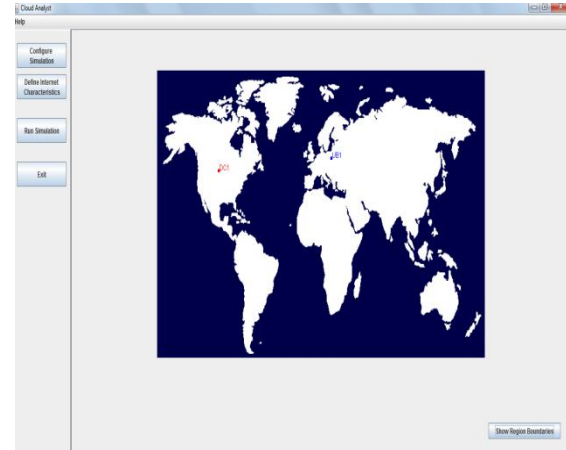 Cloud Analyst
Help
Configure
Simulation
Define Internet
Characteristics
Run Simulation
Exit
DC1
UB1
Show Region Boundaries